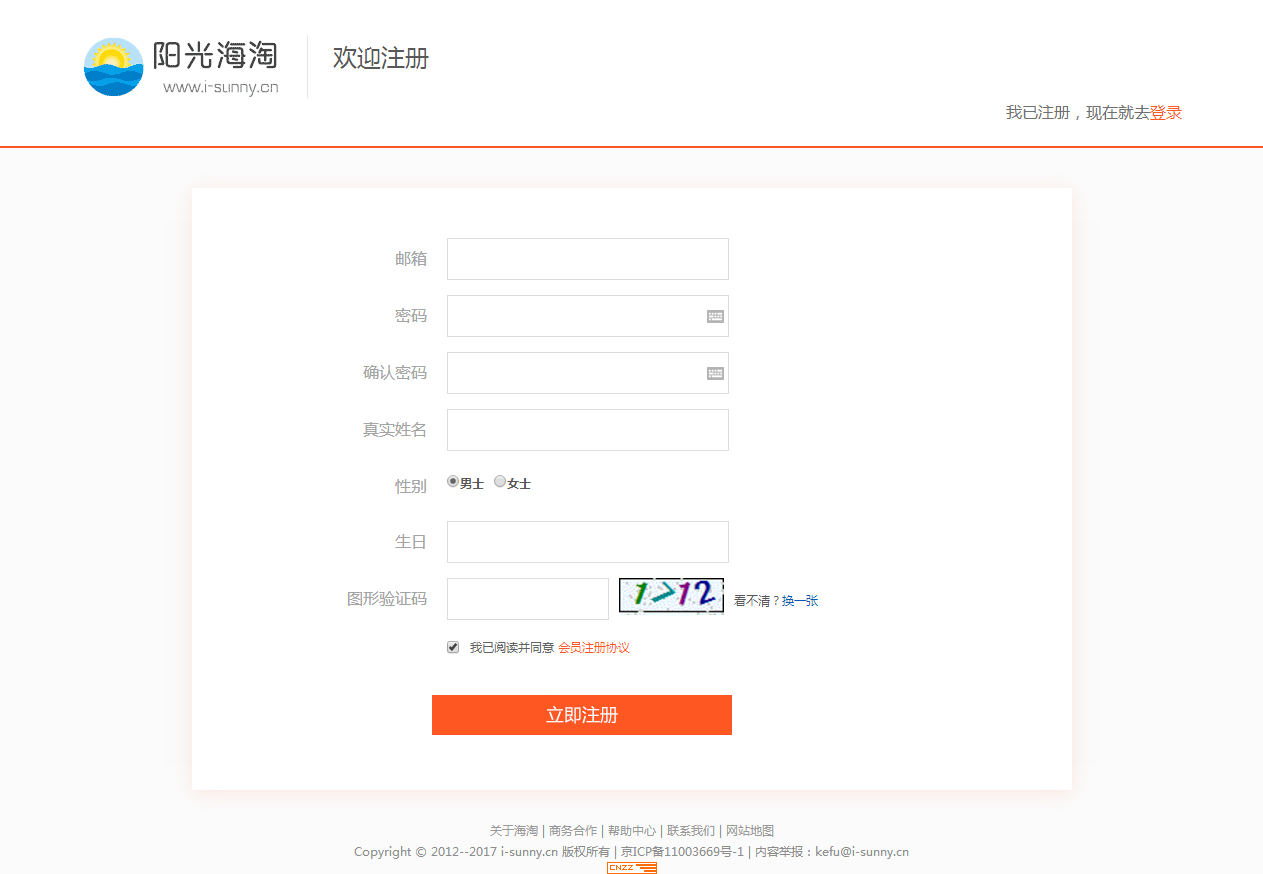 阳光海淘
www.i-sunny.cn
欢迎注册
我已注册，现在就去登录
邮箱
密码
确认密码
真实姓名
性别 男士 女士
生日
图形验证码 1>12 看不清？换一张
我已阅读并同意 会员注册协议
立即注册
关于海淘 | 商务合作 | 帮助中心 | 联系我们 | 网站地图
Copyright © 2012--2017 i-sunny.cn 版权所有 | 京ICP备11003669号-1 | 内容举报：kefu@i-sunny.cn
CNZZ